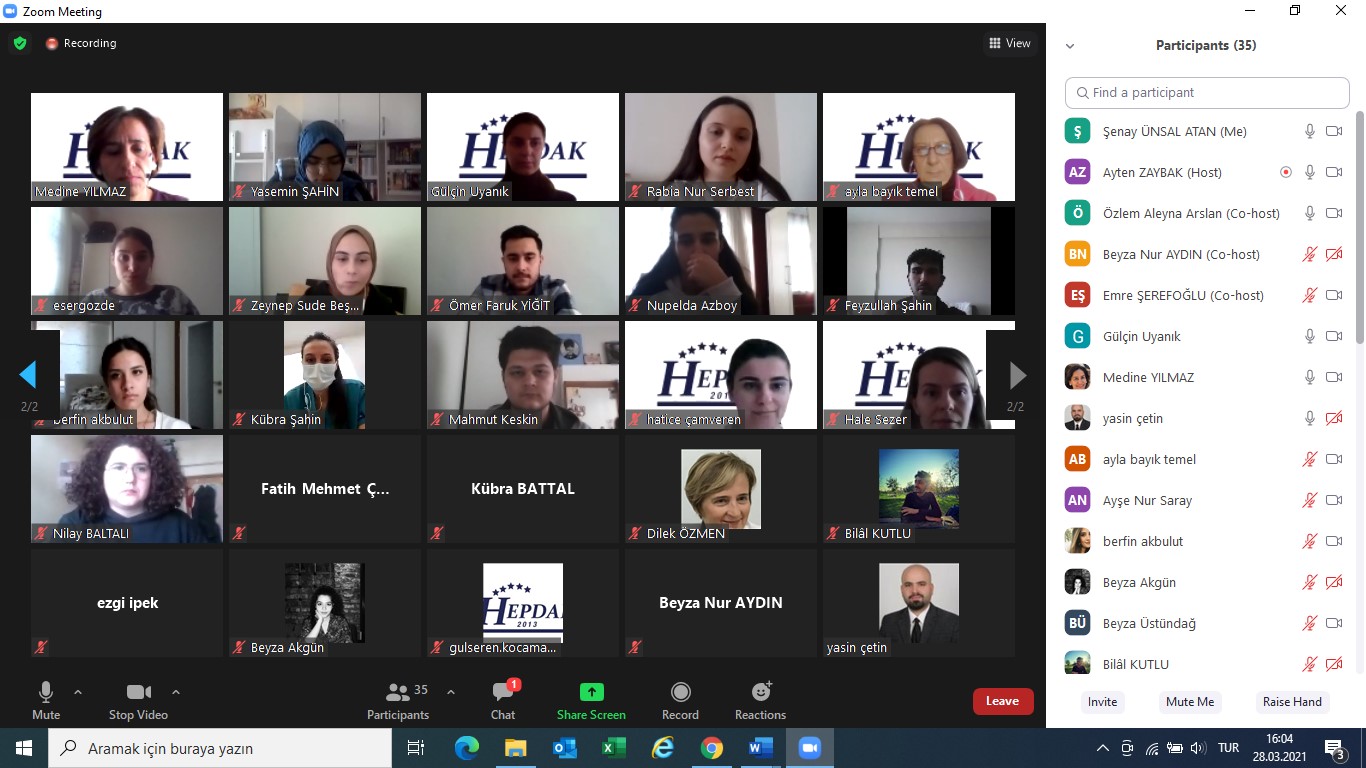 Zoom Meeting
Recording
View
HEPDAK
Medine YILMAZ
Yasemin ŞAHİN
HEPDAK
Gülçin Uyanık
Rabia Nur Serbest
HEPDAK
ayla bayık temel
esergozde
Zeynep Sude Beş...
Ömer Faruk YİĞİT
Nupelda Azboy
Feyzullah Şahin
2/2
berfin akbulut
Kübra Şahin
Mahmut Keskin
HEPDAK
hatice çamveren
Hale Sezer
2/2
Nilay BALTALI
Fatih Mehmet Ç...
Kübra BATTAL
Dilek ÖZMEN
Bilâl KUTLU
ezgi ipek
Beyza Akgün
HEPDA
2013
gulseren.kocama...
Beyza Nur AYDIN
yasin çetin
Mute
Stop Video
35
Participants
1
Chat
Share Screen
Record
Reactions
Leave
Participants (35)
Find a participant
Ş Şenay ÜNSAL ATAN (Me)
AZ Ayten ZAYBAK (Host)
Ö Özlem Aleyna Arslan (Co-host)
BN Beyza Nur AYDIN (Co-host)
EŞ Emre ŞEREFOĞLU (Co-host)
G Gülçin Uyanık
Medine YILMAZ
yasin çetin
AB ayla bayık temel
AN Ayşe Nur Saray
berfin akbulut
Beyza Akgün
BÜ Beyza Üstündağ
Bilâl KUTLU
Invite
Mute Me
Raise Hand
Aramak için buraya yazın
TUR
16:04
28.03.2021
3